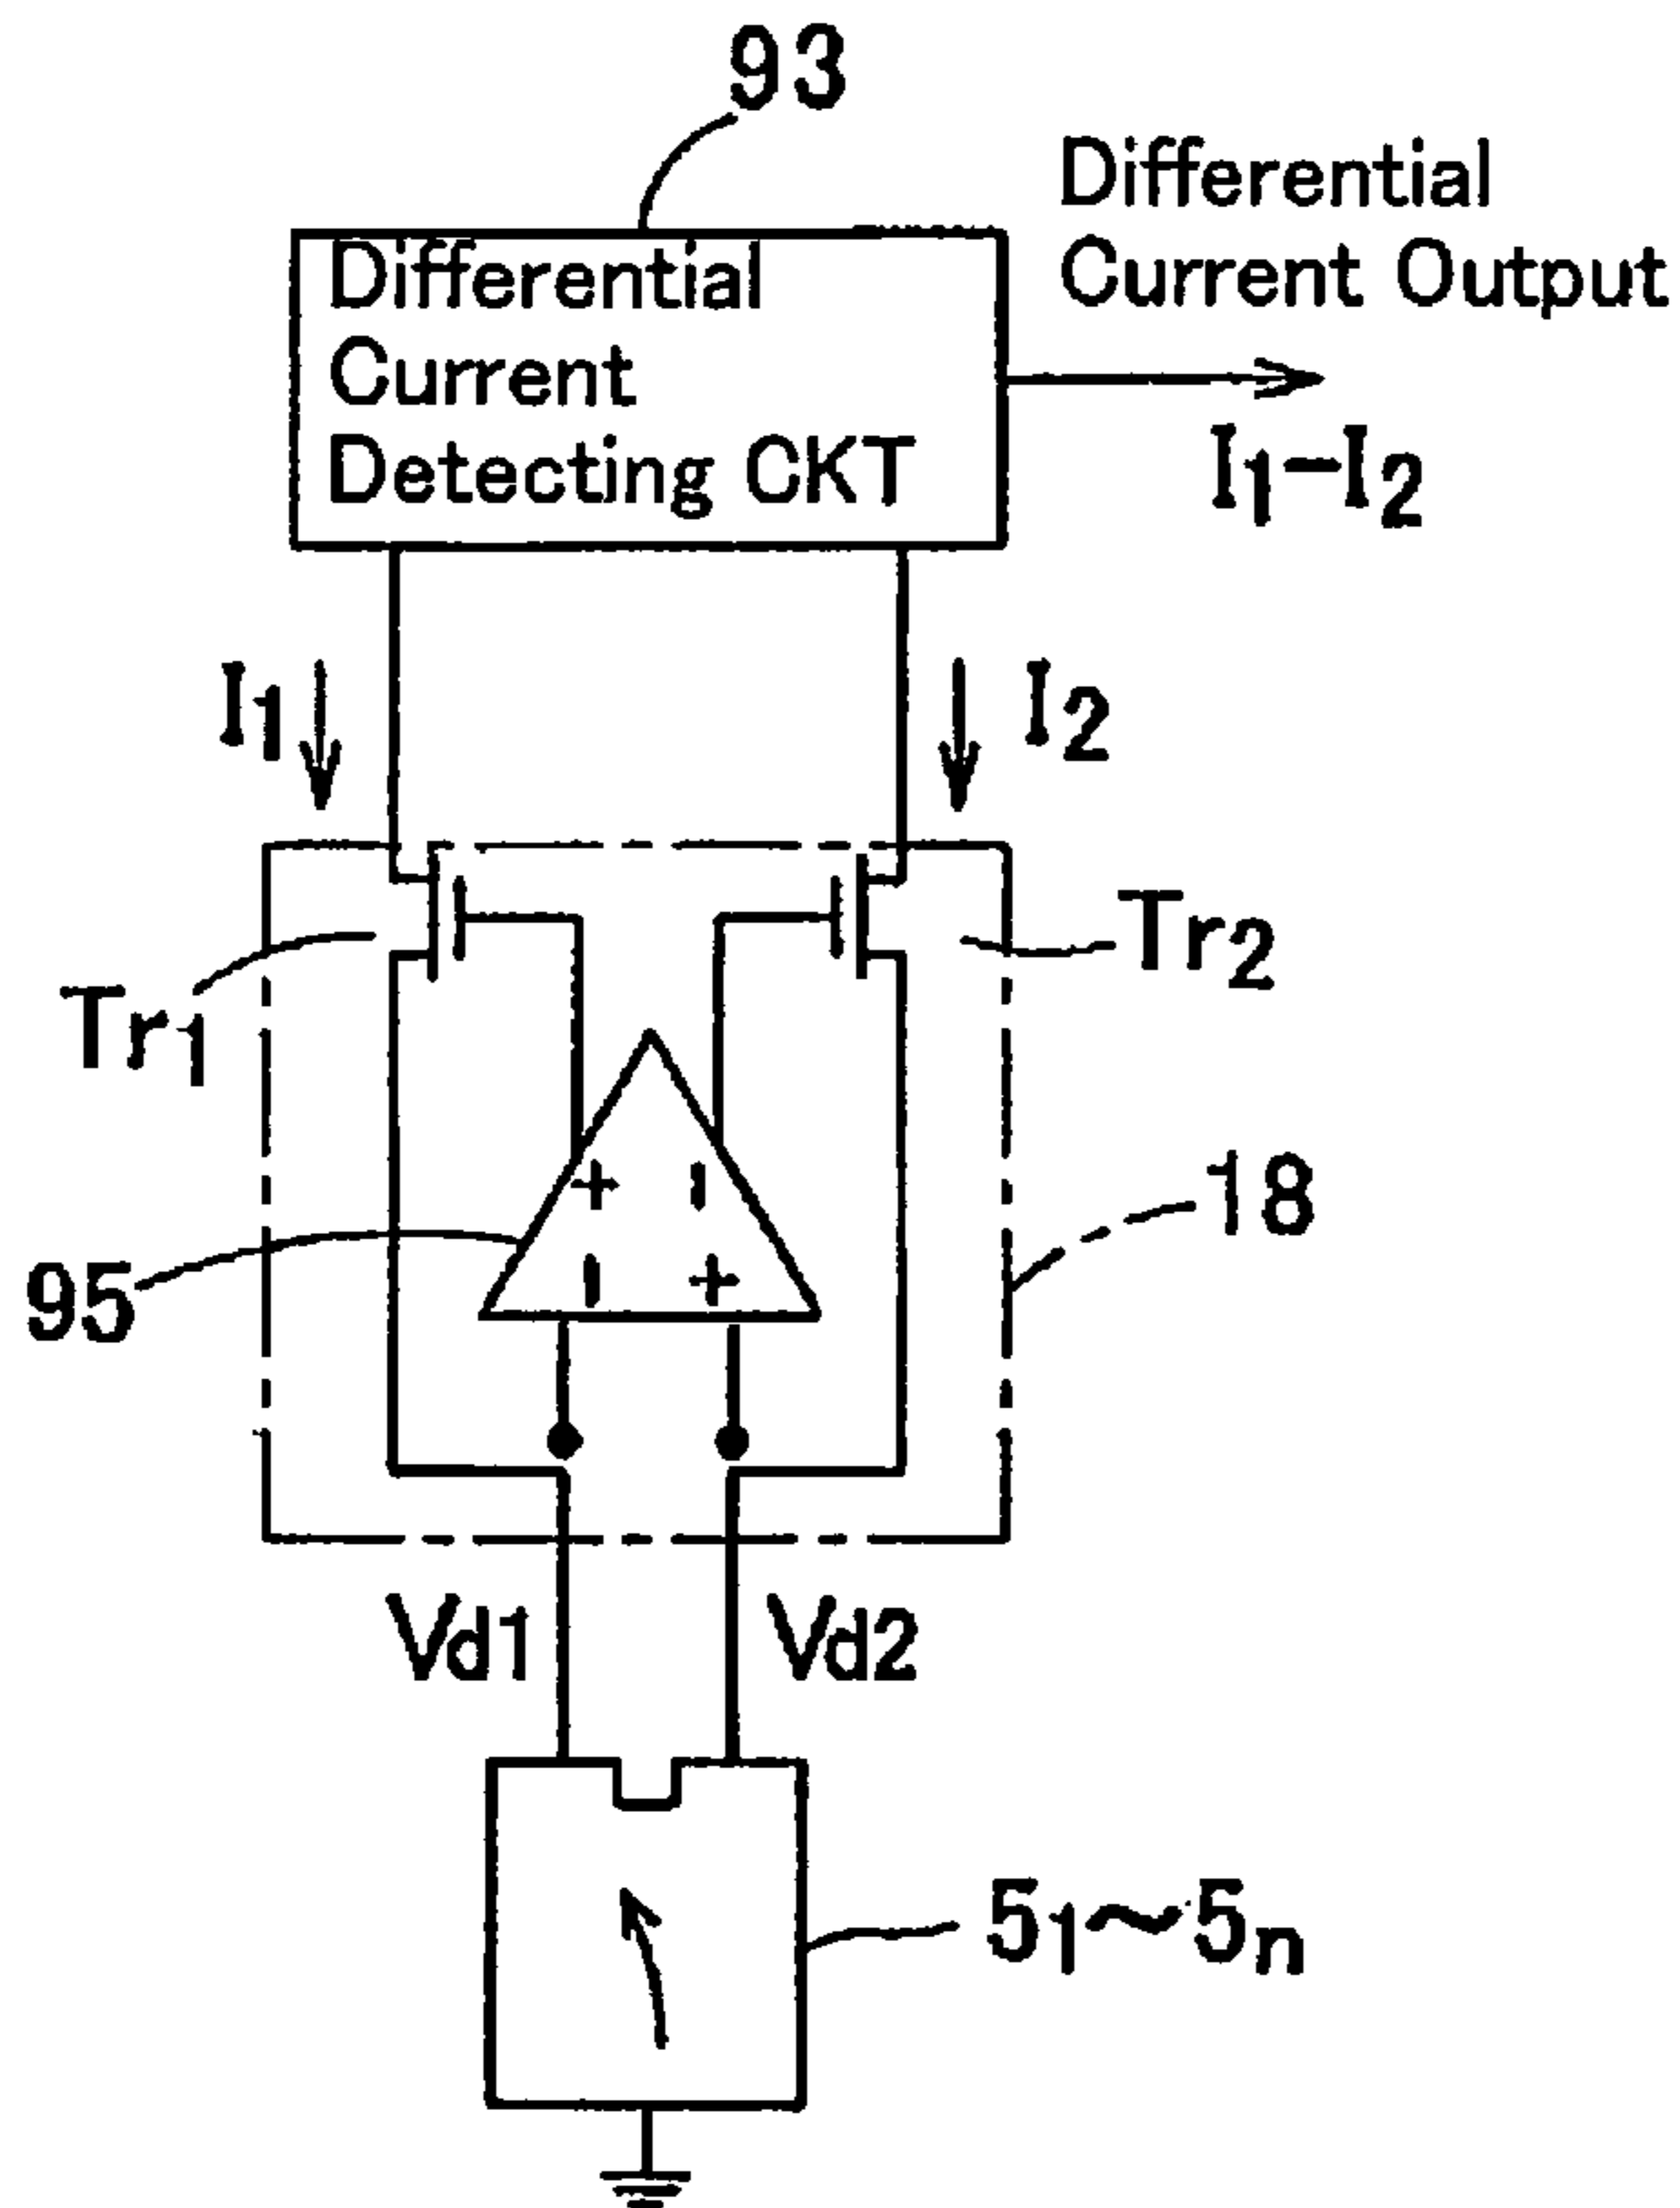 93
Differential
Current Output
Differential
Current
Detecting CKT
I1-I2
I1
I2
Tr1
Tr2
+ -
- +
18
95
Vd1
Vd2
51~5n